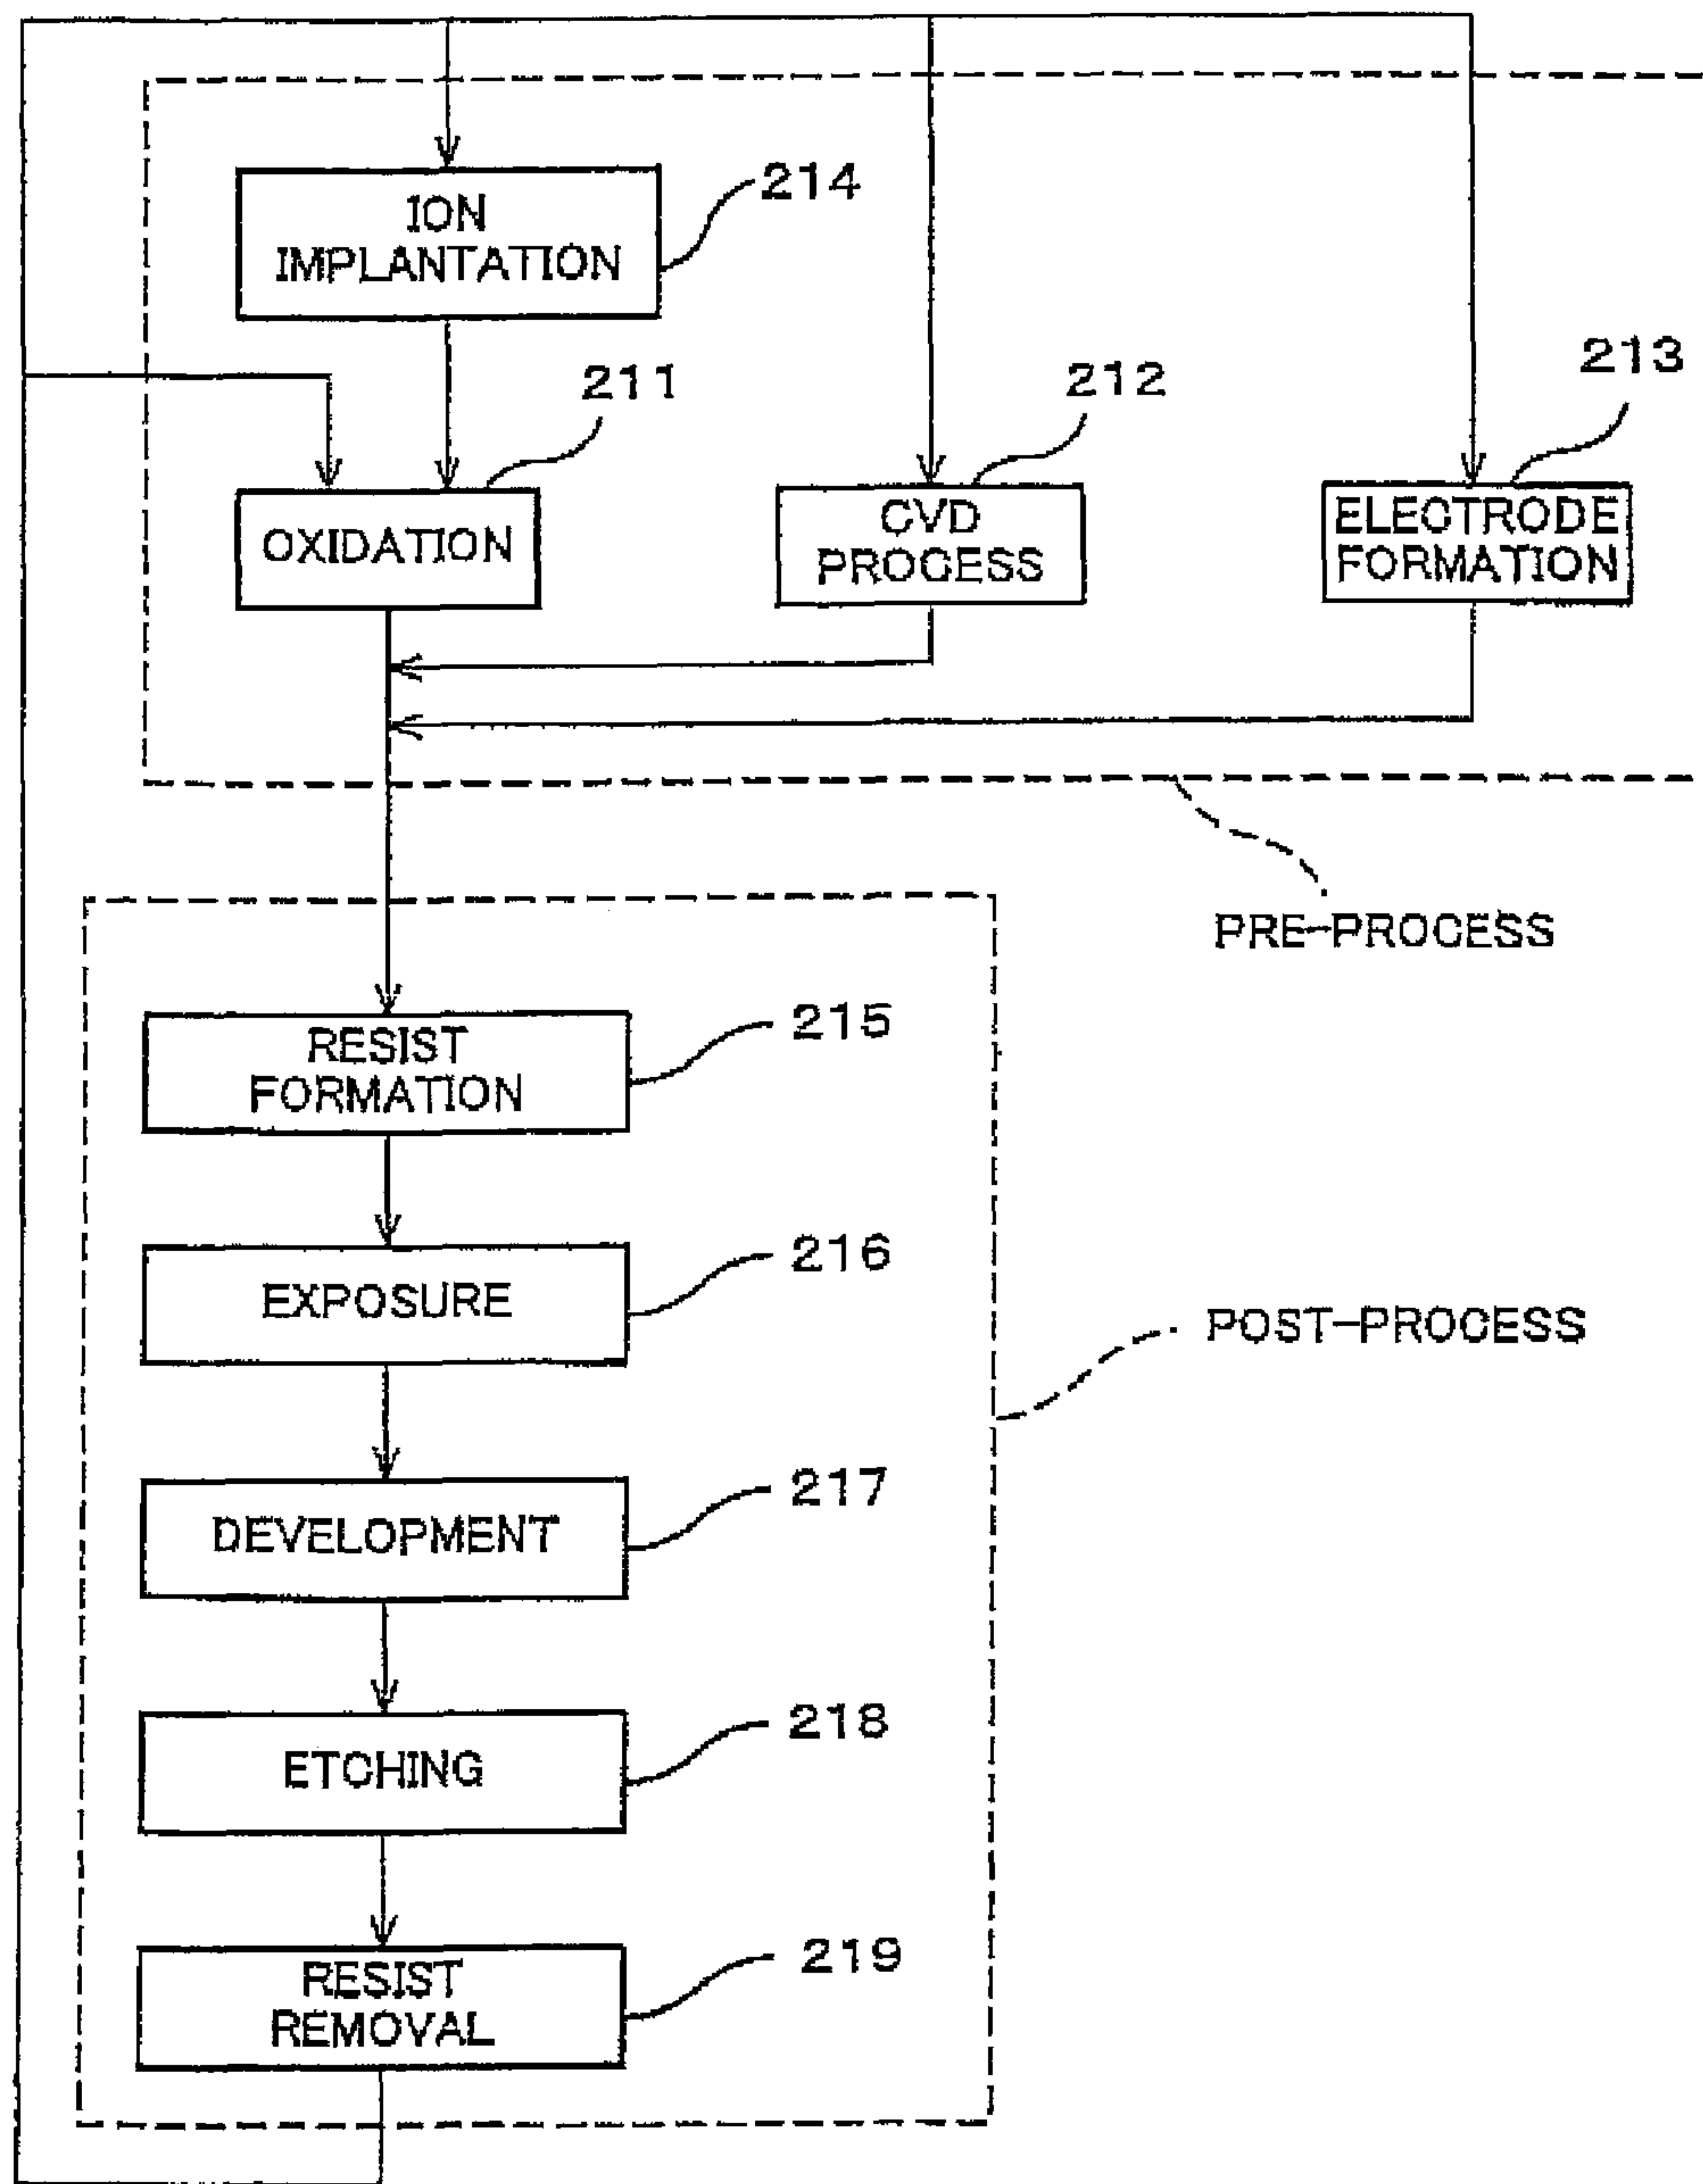 ION
IMPLANTATION
214
211
OXIDATION
212
CVD
PROCESS
213
ELECTRODE
FORMATION
PRE-PROCESS
RESIST
FORMATION
215
EXPOSURE
216
POST-PROCESS
DEVELOPMENT
217
ETCHING
218
RESIST
REMOVAL
219